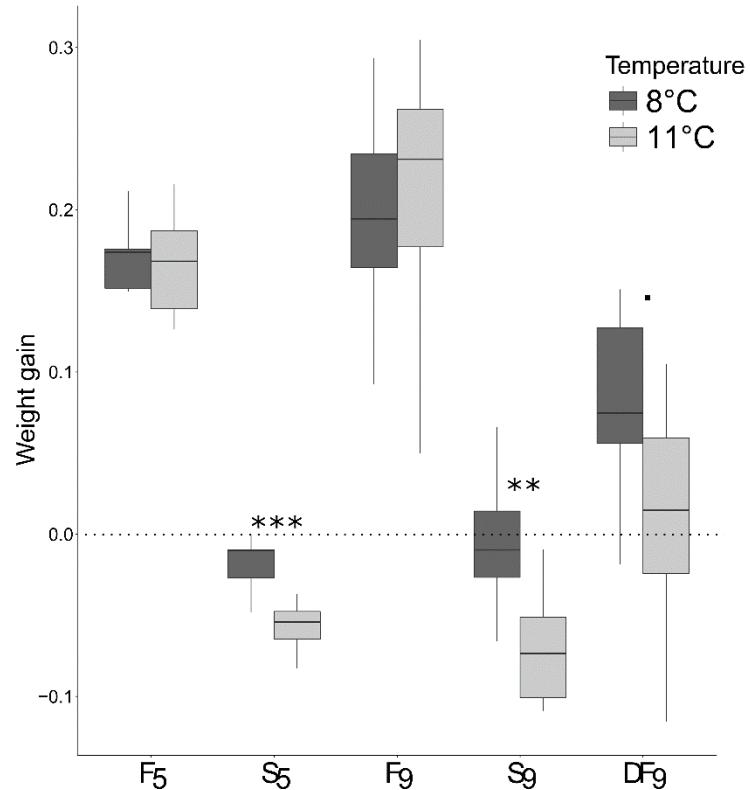 Temperature
8°C
11°C
Weight gain
0.3
0.2
0.1
0.0
−0.1
***
**
.
F5 S5 F9 S9 DF9